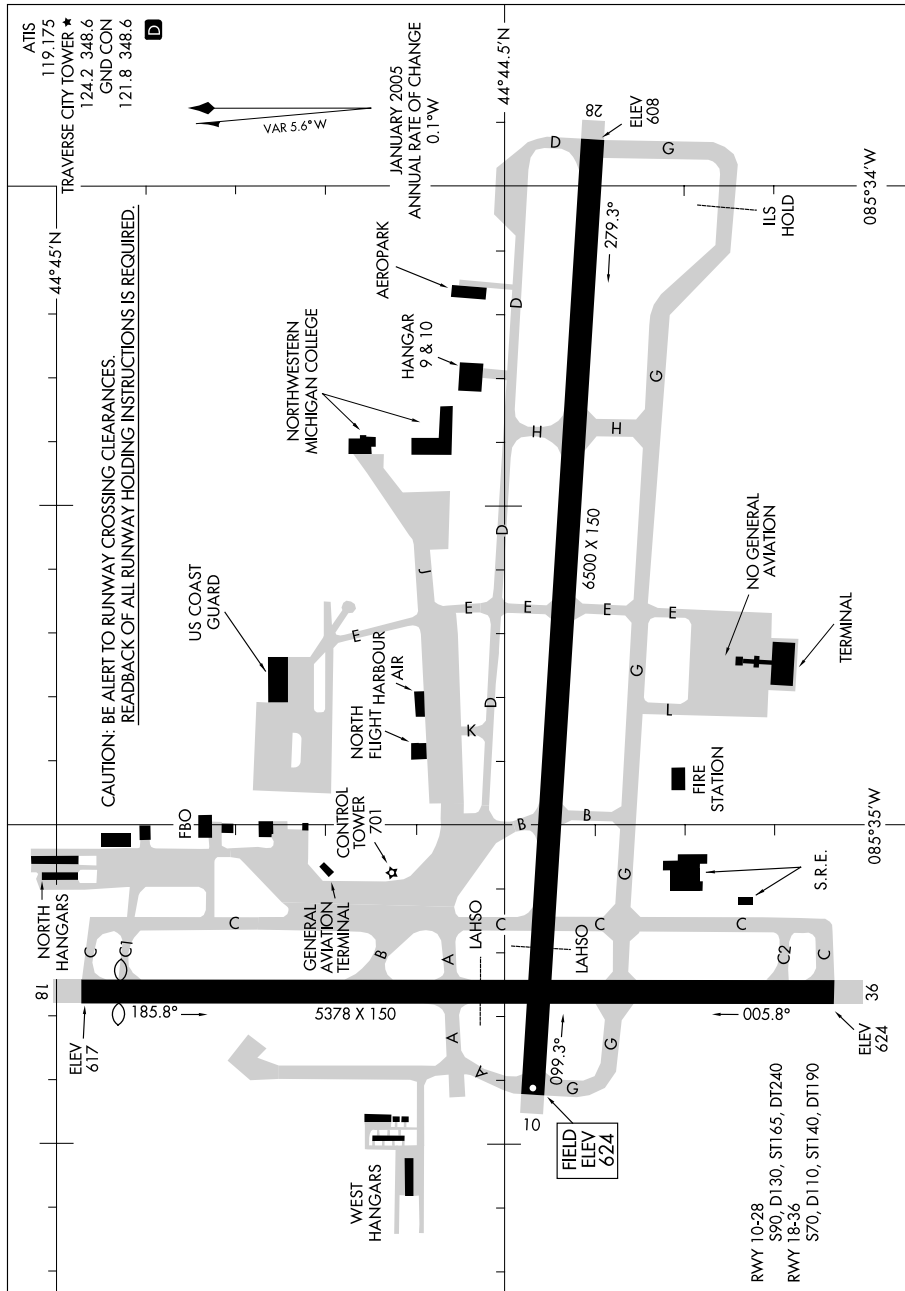 ATIS
119.175
TRAVERSE CITY TOWER ★
124.2 348.6
GND CON
121.8 348.6
D
CAUTION: BE ALERT TO RUNWAY CROSSING CLEARANCES.
READBACK OF ALL RUNWAY HOLDING INSTRUCTIONS IS REQUIRED.
44°45'N
VAR 5.6° W
JANUARY 2005
ANNUAL RATE OF CHANGE
0.1°W
44°44.5'N
NORTH
HANGARS
FBO
US COAST
GUARD
NORTHWESTERN
MICHIGAN COLLEGE
AEROPARK
HANGAR
9 & 10
GENERAL
AVIATION
TERMINAL
CONTROL
TOWER
701
NORTH
FLIGHT
HARBOUR
AIR
18
ELEV
617
185.8°
5378 X 150
005.8°
36
ELEV
624
C
C1
C
B
A
A
A
LAHSO
LAHSO
C
C
C
C2
C
E
J
E
E
E
E
E
K
D
D
D
D
B
B
H
H
G
G
G
G
G
G
L
WEST
HANGARS
10
099.3°
FIELD
ELEV
624
6500 X 150
279.3°
28
ELEV
608
ILS
HOLD
NO GENERAL
AVIATION
TERMINAL
FIRE
STATION
S.R.E.
085°35'W
085°34'W
RWY 10-28
S90, D130, ST165, DT240
RWY 18-36
S70, D110, ST140, DT190